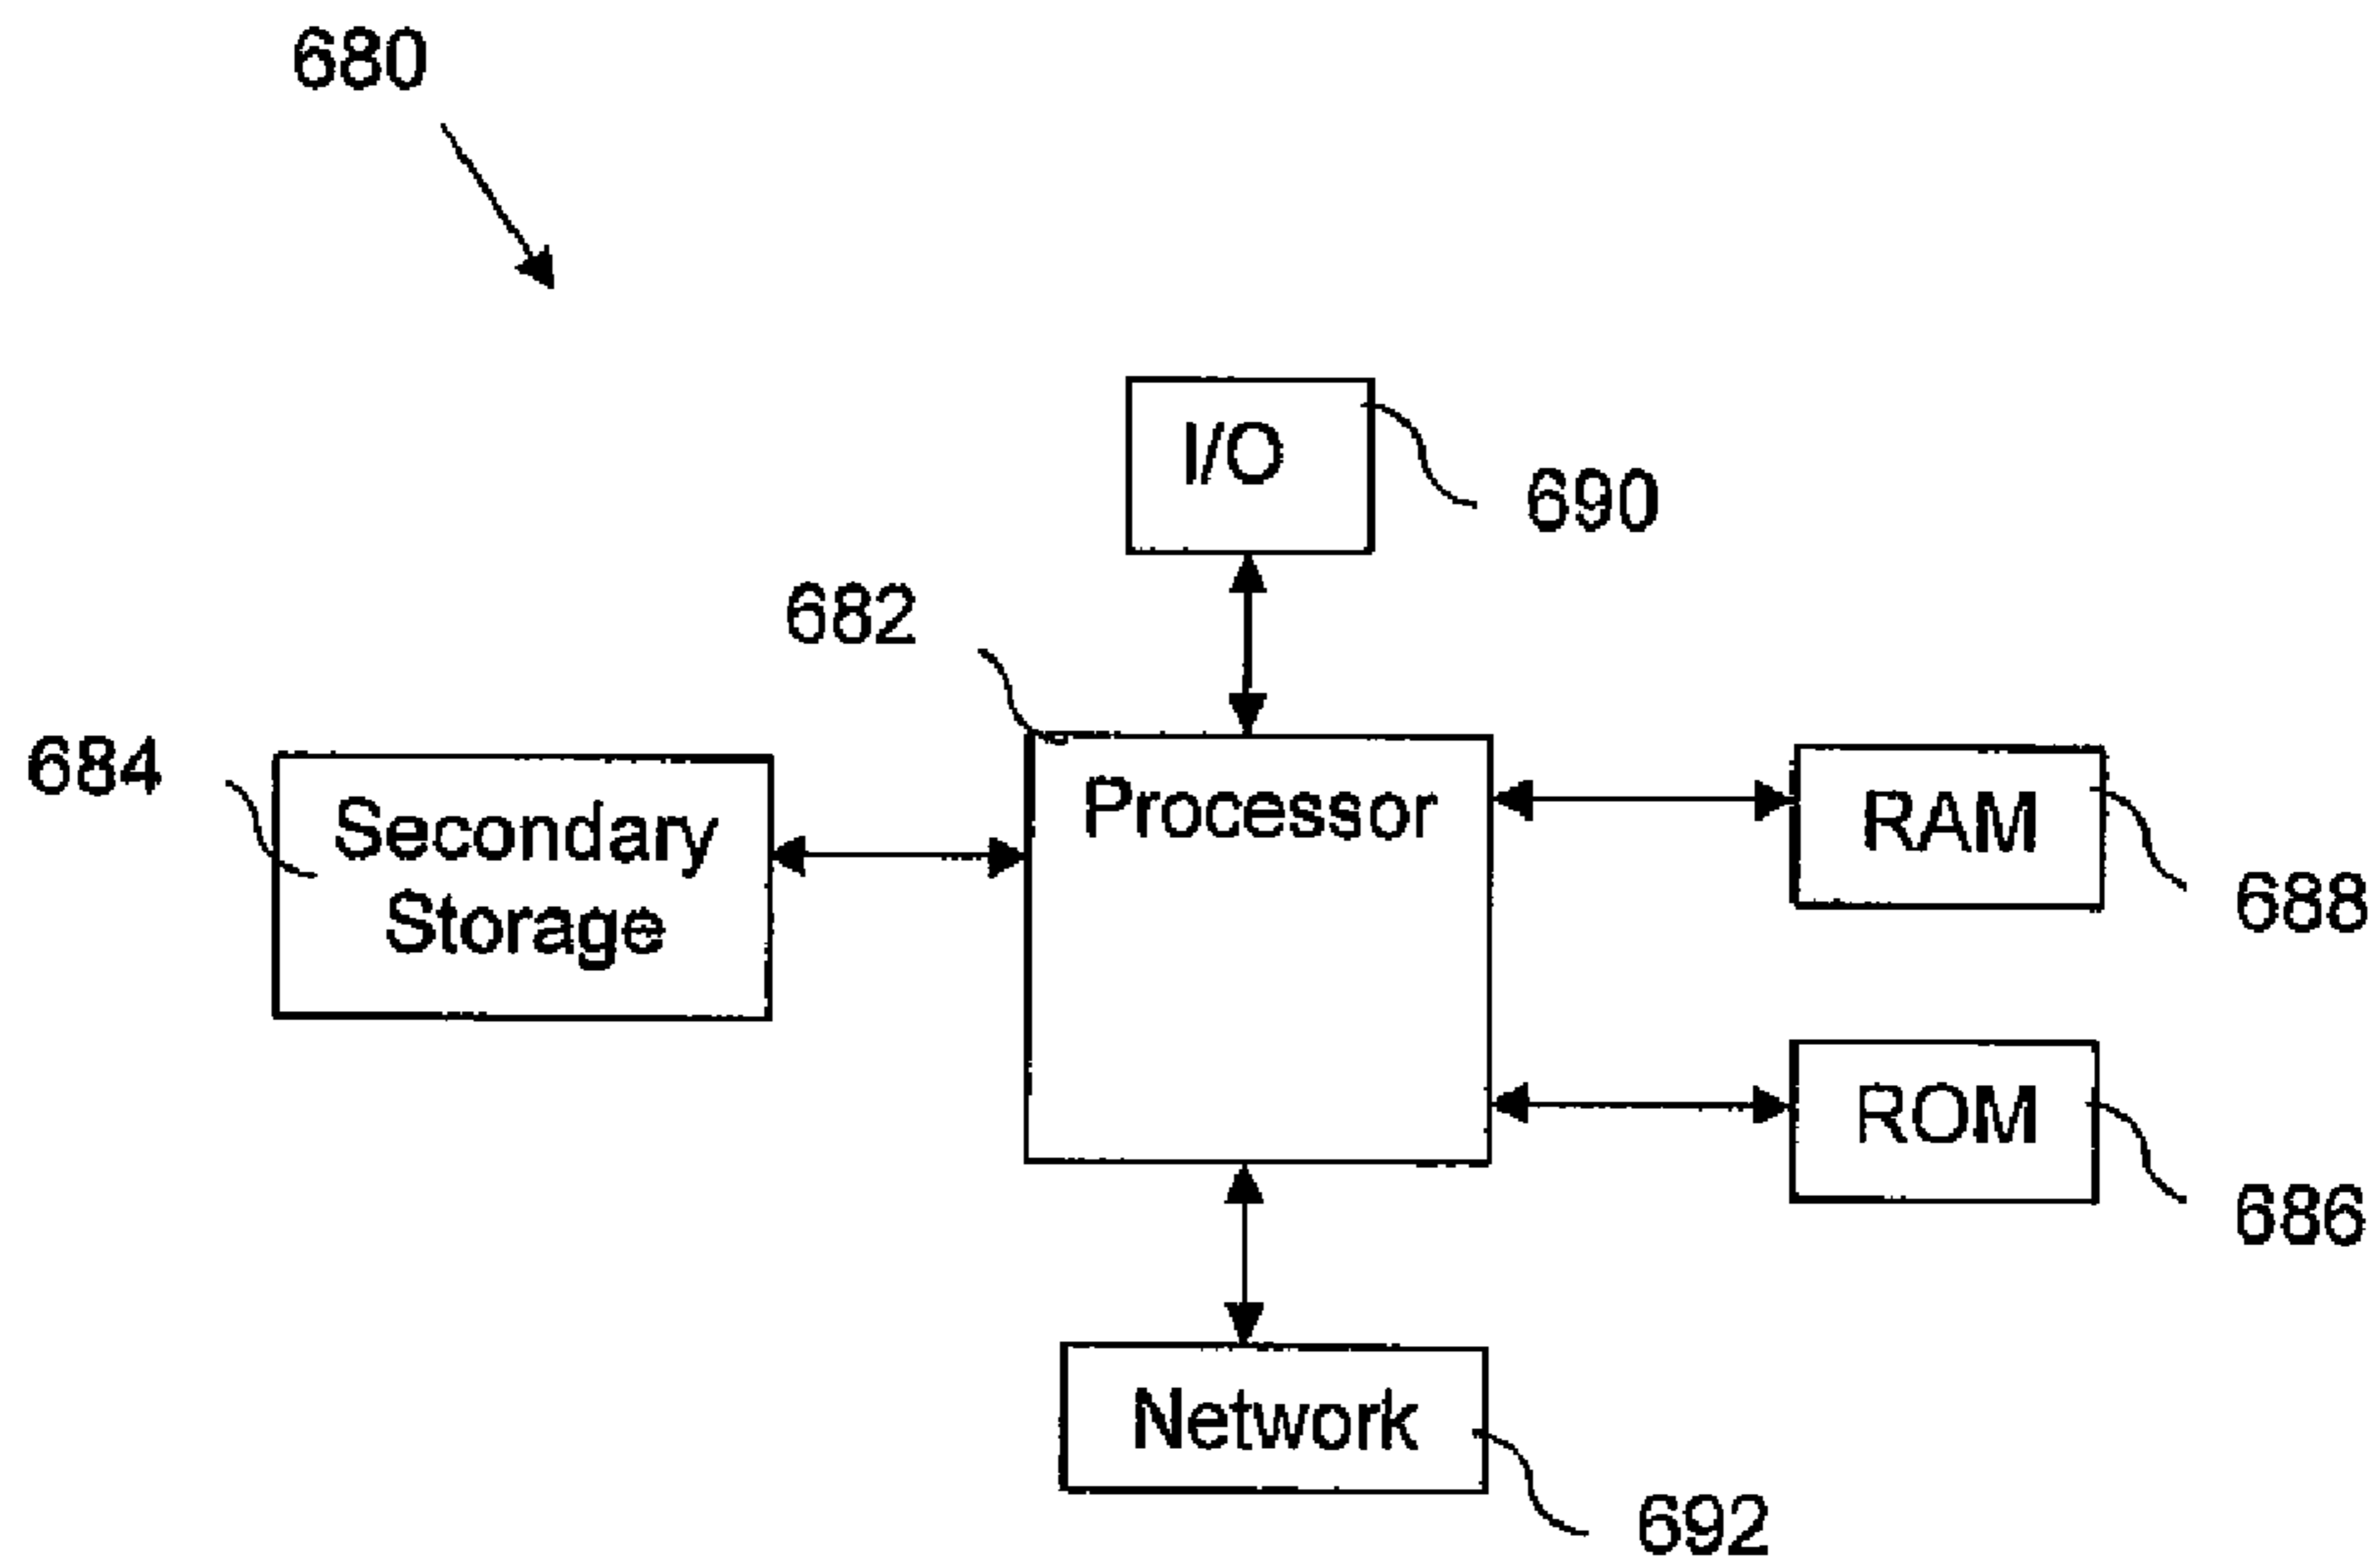 680
I/O
690
682
684
Secondary
Storage
Processor
RAM
688
ROM
686
Network
692